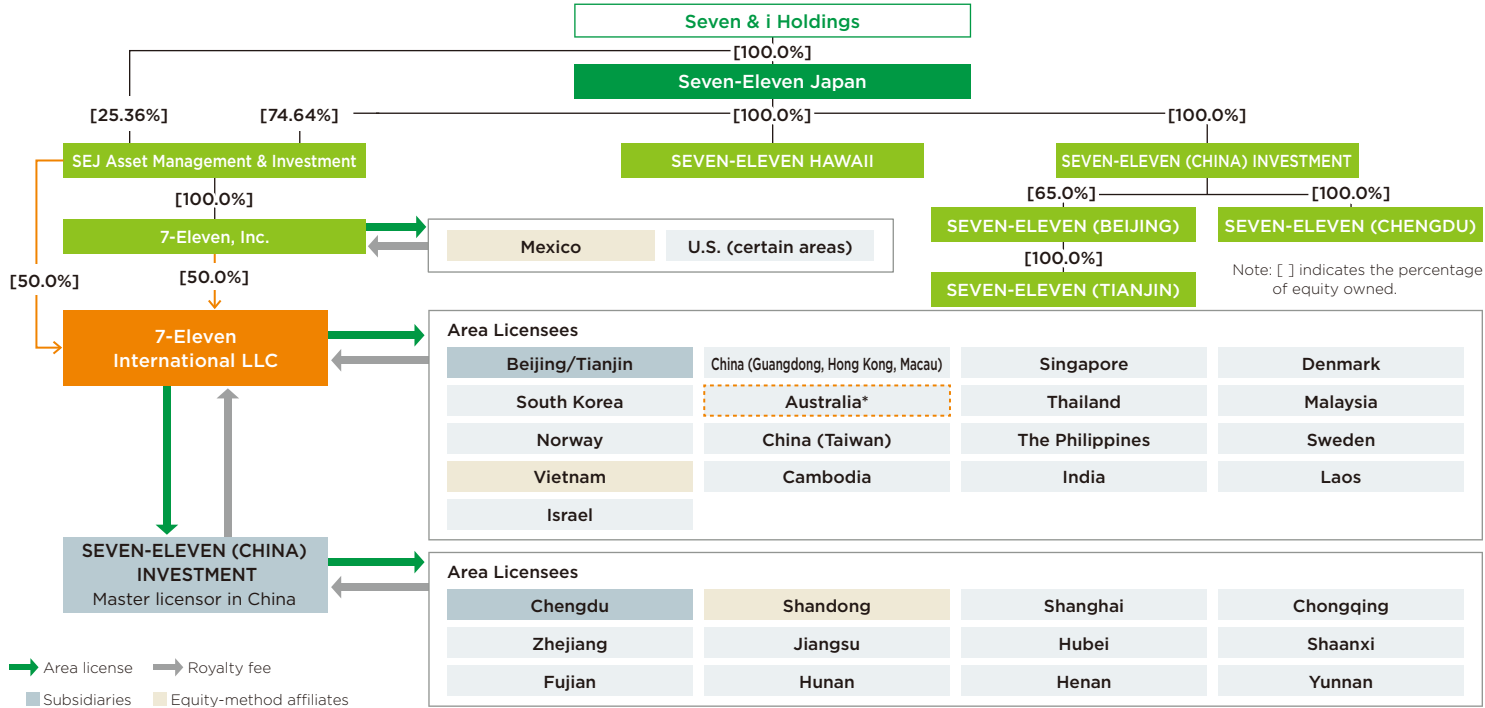 Seven & i Holdings
[100.0%]
Seven-Eleven Japan
[25.36%]
[74.64%]
[100.0%]
[100.0%]
SEJ Asset Management & Investment
SEVEN-ELEVEN HAWAII
SEVEN-ELEVEN (CHINA) INVESTMENT
[100.0%]
[65.0%]
[100.0%]
7-Eleven, Inc.
Mexico
U.S. (certain areas)
SEVEN-ELEVEN (BEIJING)
SEVEN-ELEVEN (CHENGDU)
[100.0%]
SEVEN-ELEVEN (TIANJIN)
Note: [ ] indicates the percentage
of equity owned.
[50.0%]
[50.0%]
7-Eleven
International LLC
Area Licensees
Beijing/Tianjin
China (Guangdong, Hong Kong, Macau)
Singapore
Denmark
South Korea
Australia*
Thailand
Malaysia
Norway
China (Taiwan)
The Philippines
Sweden
Vietnam
Cambodia
India
Laos
Israel
SEVEN-ELEVEN (CHINA)
INVESTMENT
Master licensor in China
Area Licensees
Chengdu
Shandong
Shanghai
Chongqing
Zhejiang
Jiangsu
Hubei
Shaanxi
Fujian
Hunan
Henan
Yunnan
Area license
Royalty fee
Subsidiaries
Equity-method affiliates